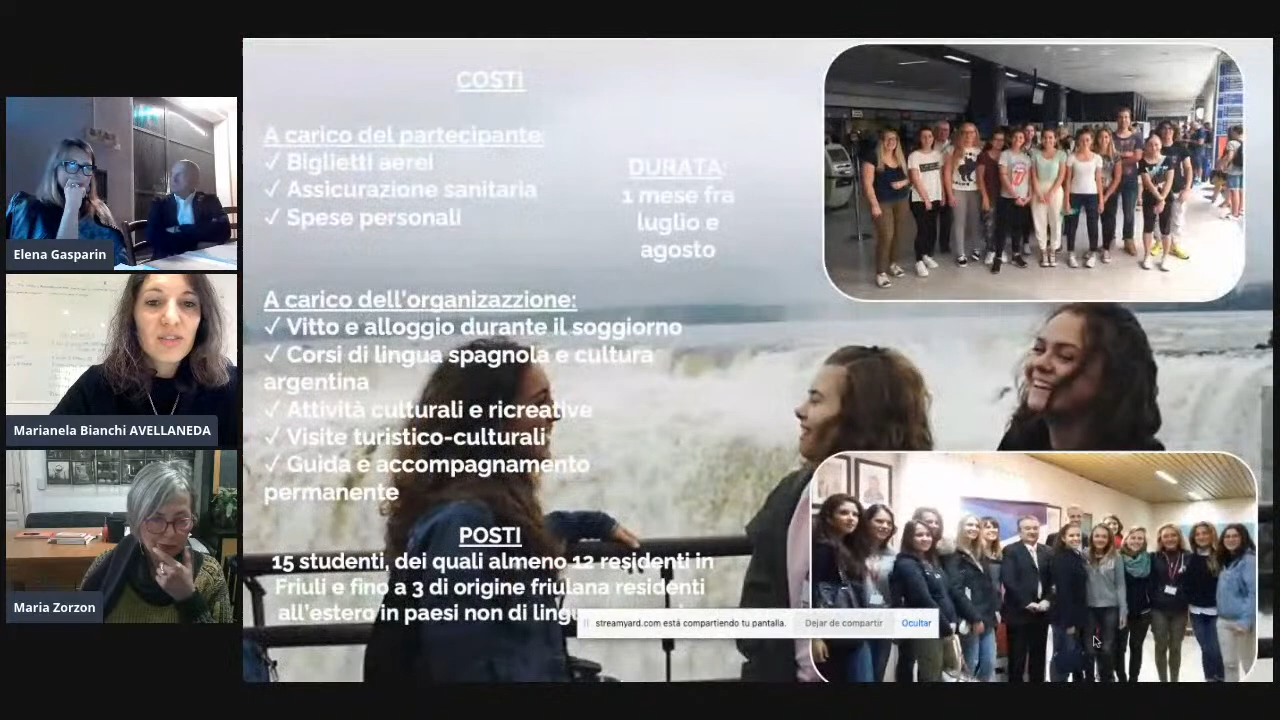 Elena Gasparin
Marianela Bianchi AVELLANEDA
Maria Zorzon
COSTI
A carico del partecipante:
✓ Biglietti aerei
✓ Assicurazione sanitaria
✓ Spese personali
DURATA:
1 mese fra
luglio e
agosto
A carico dell'organizazzione:
✓ Vitto e alloggio durante il soggiorno
✓ Corsi di lingua spagnola e cultura
argentina
✓ Attività culturali e ricreative
✓ Visite turistico-culturali
✓ Guida e accompagnamento
permanente
POSTI
15 studenti, dei quali almeno 12 residenti in
Friuli e fino a 3 di origine friulana residenti
all'estero in paesi non di
streamyard.com está compartiendo tu pantalla.
Dejar de compartir
Ocultar